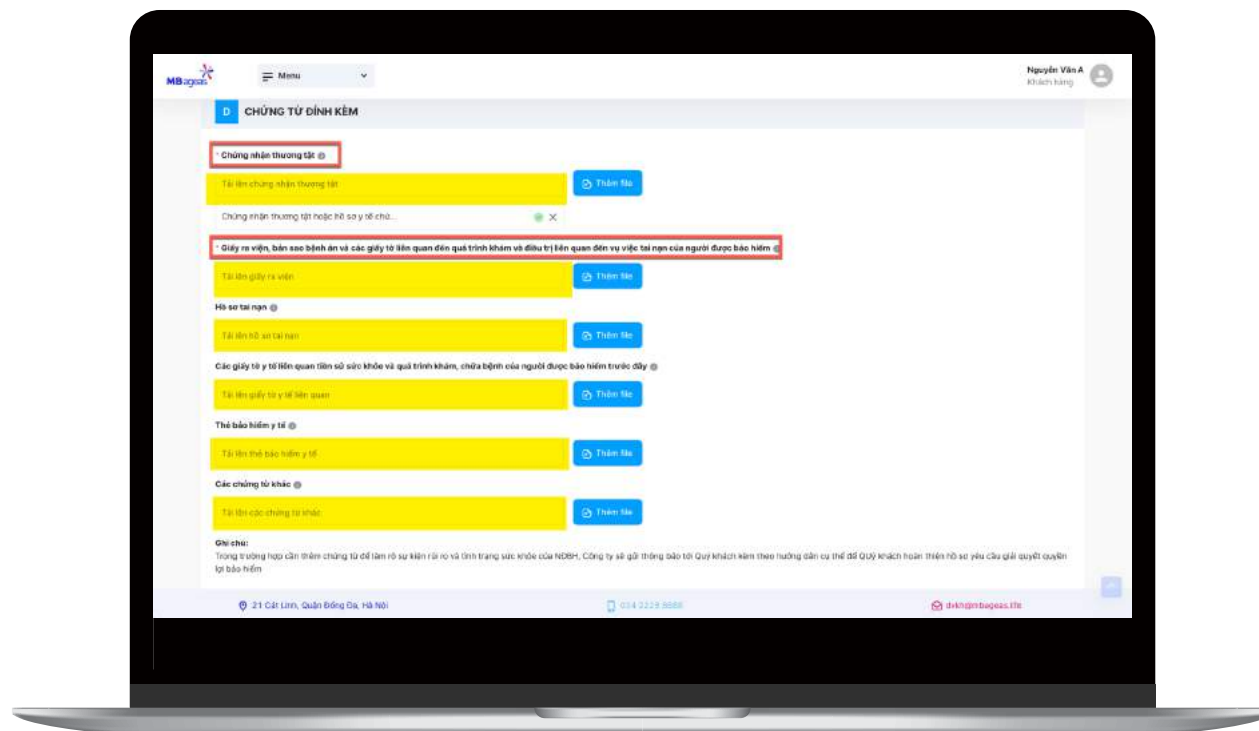 MBageas
Menu
Nguyễn Văn A
Khách hàng
D CHỨNG TỪ ĐÍNH KÈM
* Chứng nhận thương tật
Tải lên chứng nhận thương tật
Thêm file
Chứng nhận thương tật hoặc hồ sơ y tế chứ...
* Giấy ra viện, bản sao bệnh án và các giấy tờ liên quan đến quá trình khám và điều trị liên quan đến vụ việc tai nạn của người được bảo hiểm
Tải lên giấy ra viện
Thêm file
Hồ sơ tai nạn
Tải lên hồ sơ tai nạn
Thêm file
Các giấy tờ y tế liên quan tiền sử sức khỏe và quá trình khám, chữa bệnh của người được bảo hiểm trước đây
Tải lên giấy tờ y tế liên quan
Thêm file
Thẻ bảo hiểm y tế
Tải lên thẻ bảo hiểm y tế
Thêm file
Các chứng từ khác
Tải lên các chứng từ khác
Thêm file
Ghi chú:
Trong trường hợp cần thêm chứng từ để làm rõ sự kiện rủi ro và tình trạng sức khỏe của NĐBH, Công ty sẽ gửi thông báo tới Quý khách kèm theo hướng dẫn cụ thể để Quý khách hoàn thiện hồ sơ yêu cầu giải quyết quyền
lợi bảo hiểm
21 Cát Linh, Quận Đống Đa, Hà Nội
024 2229 8888
dvkh@mbageas.life